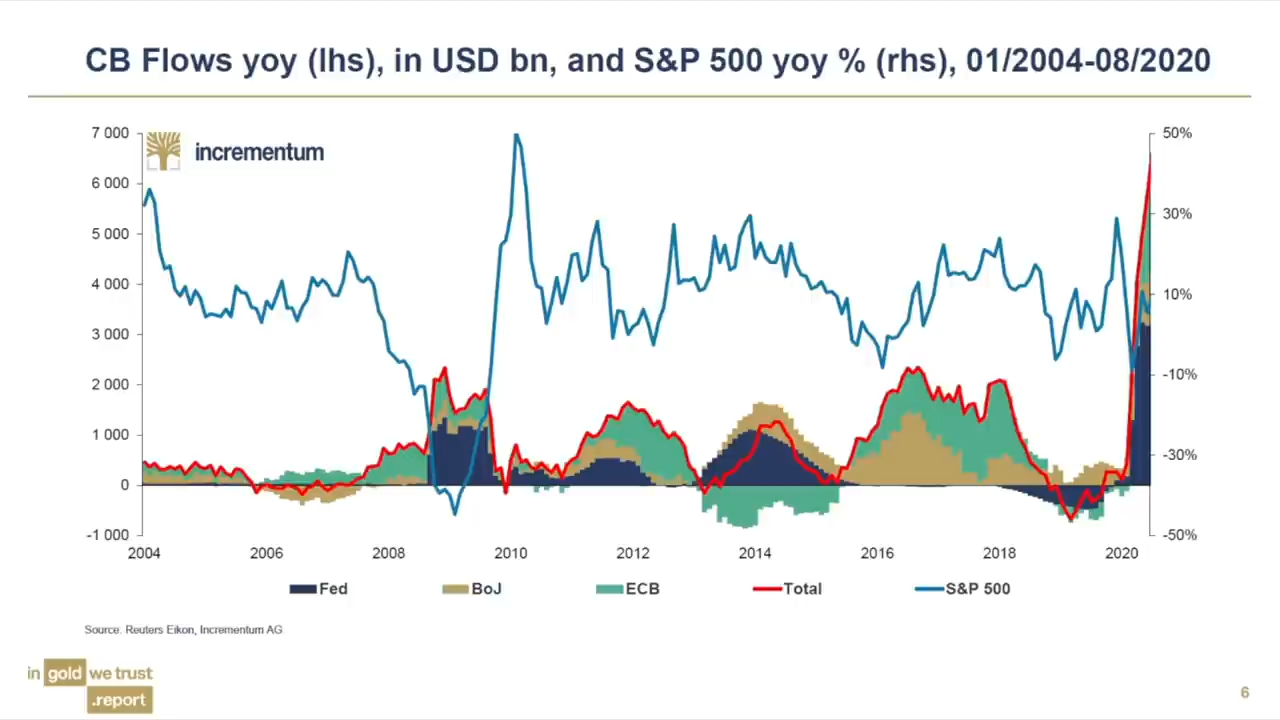 CB Flows yoy (lhs), in USD bn, and S&P 500 yoy % (rhs), 01/2004-08/2020
incrementum
7 000
6 000
5 000
4 000
3 000
2 000
1 000
0
-1 000
50%
30%
10%
-10%
-30%
-50%
2004 2006 2008 2010 2012 2014 2016 2018 2020
Fed BoJ ECB Total S&P 500
Source: Reuters Eikon, Incrementum AG
in gold we trust
.report
6